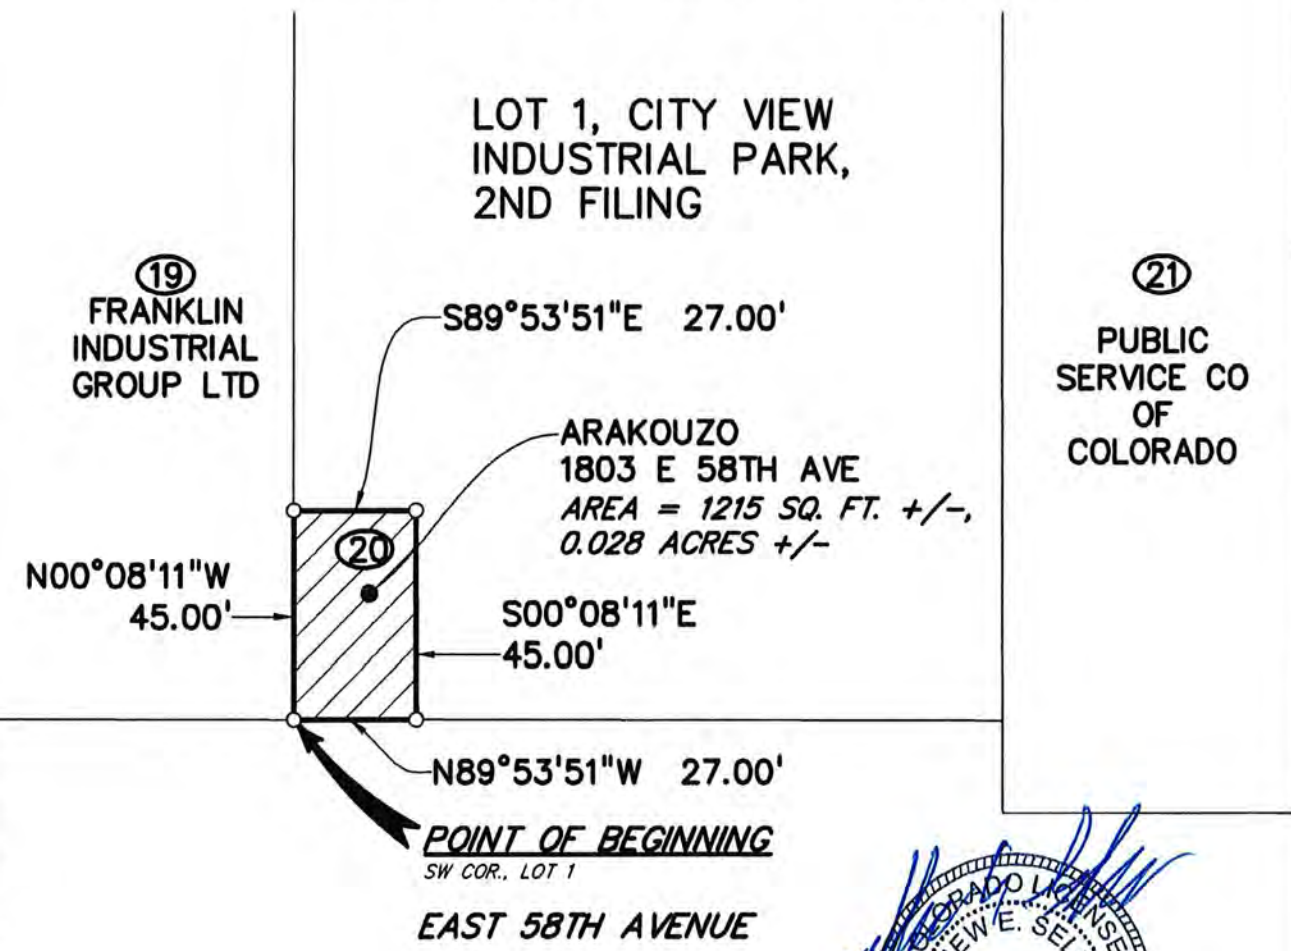 LOT 1, CITY VIEW
INDUSTRIAL PARK,
2ND FILING
19
FRANKLIN
INDUSTRIAL
GROUP LTD
S89°53'51"E 27.00'
21
PUBLIC
SERVICE CO
OF
COLORADO
ARAKOUZO
1803 E 58TH AVE
AREA = 1215 SQ. FT. +/-,
0.028 ACRES +/-
20
N00°08'11"W
45.00'
S00°08'11"E
45.00'
N89°53'51"W 27.00'
POINT OF BEGINNING
SW COR., LOT 1
EAST 58TH AVENUE
E.